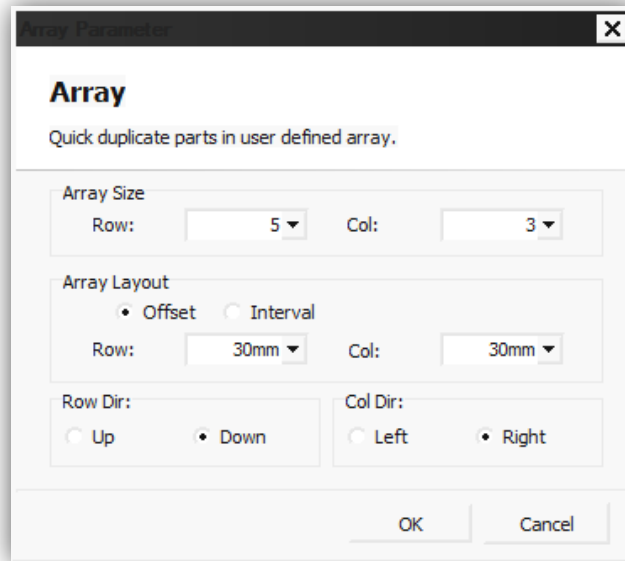 Array Parameter
Array
Quick duplicate parts in user defined array.
Array Size
Row: 5 Col: 3
Array Layout
Offset Interval
Row: 30mm Col: 30mm
Row Dir: Col Dir:
Up Down Left Right
OK Cancel